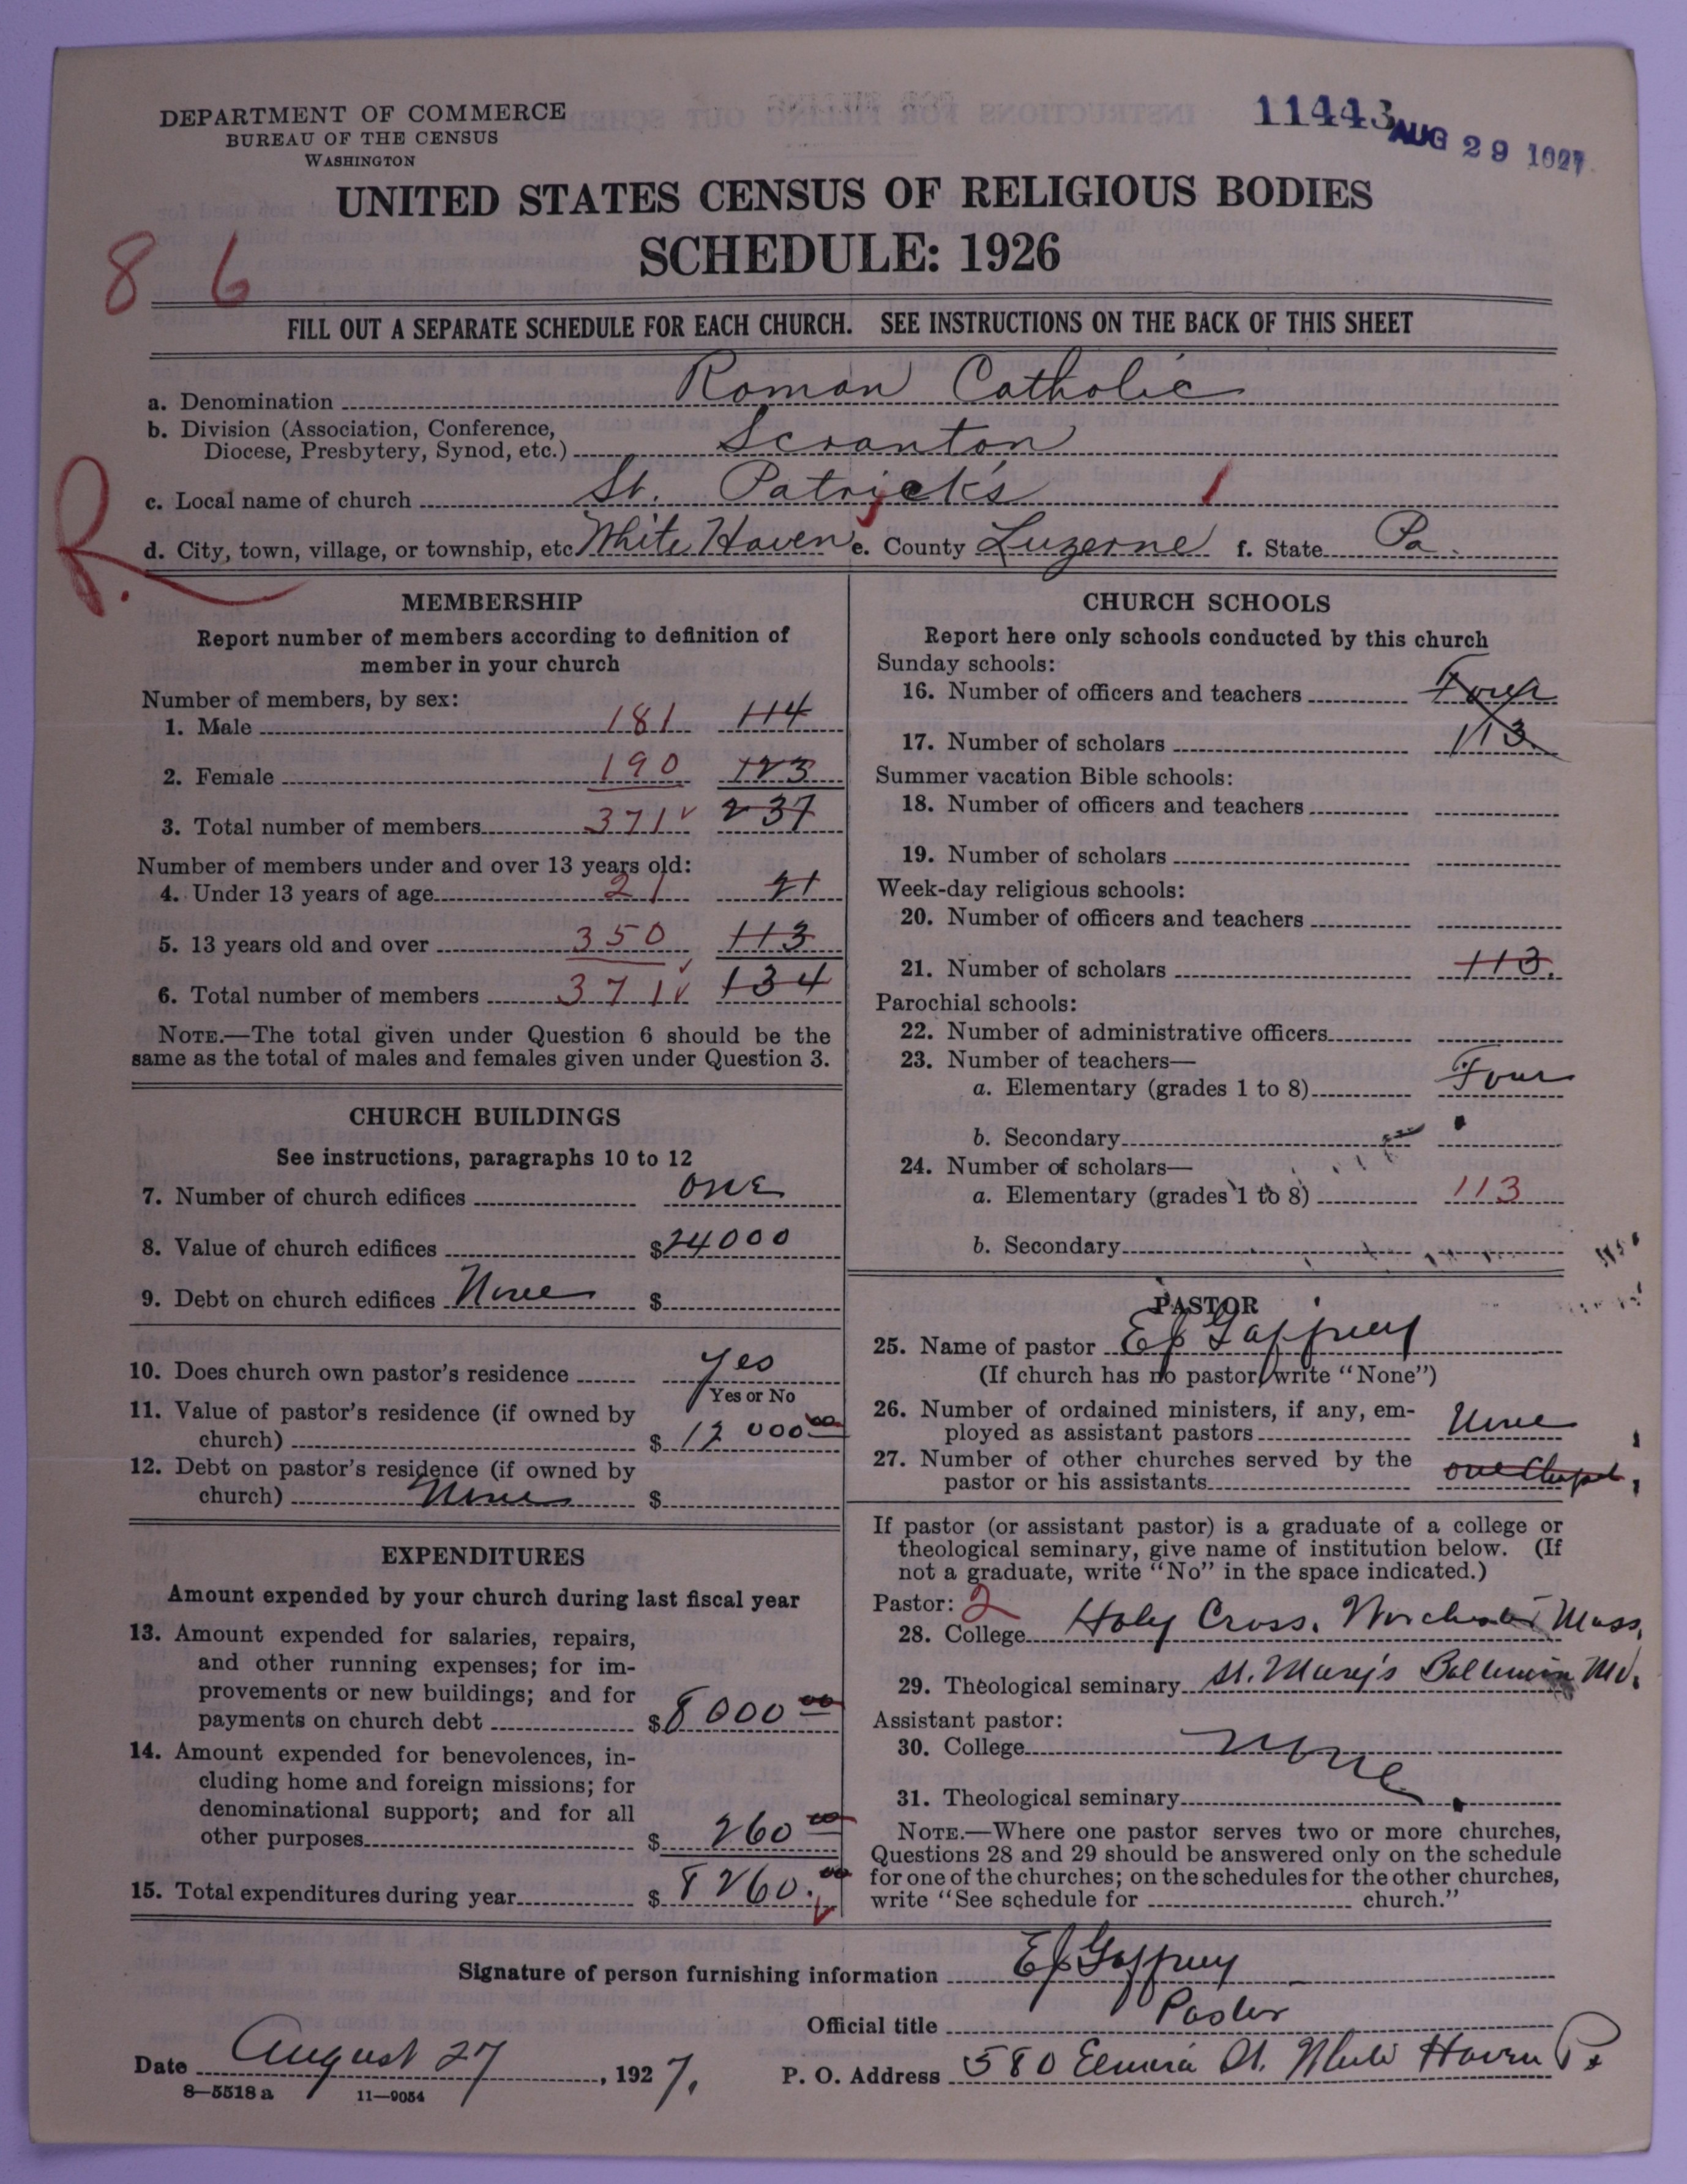 DEPARTMENT OF COMMERCE
BUREAU OF THE CENSUS
WASHINGTON
11443
AUG 29 1927
UNITED STATES CENSUS OF RELIGIOUS BODIES
SCHEDULE: 1926
8 6
FILL OUT A SEPARATE SCHEDULE FOR EACH CHURCH. SEE INSTRUCTIONS ON THE BACK OF THIS SHEET
a. Denomination Roman Catholic
b. Division (Association, Conference,
Diocese, Presbytery, Synod, etc.) Scranton
R.
c. Local name of church St. Patrick's 1
d. City, town, village, or township, etc White Haven e. County Luzerne f. State Pa.
MEMBERSHIP
Report number of members according to definition of
member in your church
Number of members, by sex:
1. Male 181 114
2. Female 190 123
3. Total number of members 371 237
Number of members under and over 13 years old:
4. Under 13 years of age 21 21
5. 13 years old and over 350 113
6. Total number of members 371 134
NOTE.—The total given under Question 6 should be the
same as the total of males and females given under Question 3.
CHURCH BUILDINGS
See instructions, paragraphs 10 to 12
7. Number of church edifices one
8. Value of church edifices $24000
9. Debt on church edifices None $
10. Does church own pastor's residence yes
Yes or No
11. Value of pastor's residence (if owned by
church) $ 12 000 00
12. Debt on pastor's residence (if owned by
church) None $
EXPENDITURES
Amount expended by your church during last fiscal year
13. Amount expended for salaries, repairs,
and other running expenses; for im-
provements or new buildings; and for
payments on church debt $8000 00
14. Amount expended for benevolences, in-
cluding home and foreign missions; for
denominational support; and for all
other purposes $ 260 00
15. Total expenditures during year $ 8260.00
CHURCH SCHOOLS
Report here only schools conducted by this church
Sunday schools:
16. Number of officers and teachers Four
17. Number of scholars 113.
Summer vacation Bible schools:
18. Number of officers and teachers
19. Number of scholars
Week-day religious schools:
20. Number of officers and teachers
21. Number of scholars 113.
Parochial schools:
22. Number of administrative officers
23. Number of teachers—
a. Elementary (grades 1 to 8) Four
b. Secondary
24. Number of scholars—
a. Elementary (grades 1 to 8) 113
b. Secondary
PASTOR
25. Name of pastor EJ Gaffney
(If church has no pastor, write "None")
26. Number of ordained ministers, if any, em-
ployed as assistant pastors None
27. Number of other churches served by the
pastor or his assistants one Chapel
If pastor (or assistant pastor) is a graduate of a college or
theological seminary, give name of institution below. (If
not a graduate, write "No" in the space indicated.)
Pastor: 2
28. College Holy Cross. Worchester Mass.
29. Theological seminary St. Mary's Md.
Assistant pastor:
30. College None
31. Theological seminary
NOTE.—Where one pastor serves two or more churches,
Questions 28 and 29 should be answered only on the schedule
for one of the churches; on the schedules for the other churches,
write "See schedule for church."
Signature of person furnishing information EJ Gaffney
Official title Pastor
Date August 27, 1927. P. O. Address 580 St. White Haven Pa
8—5518 a 11—9054